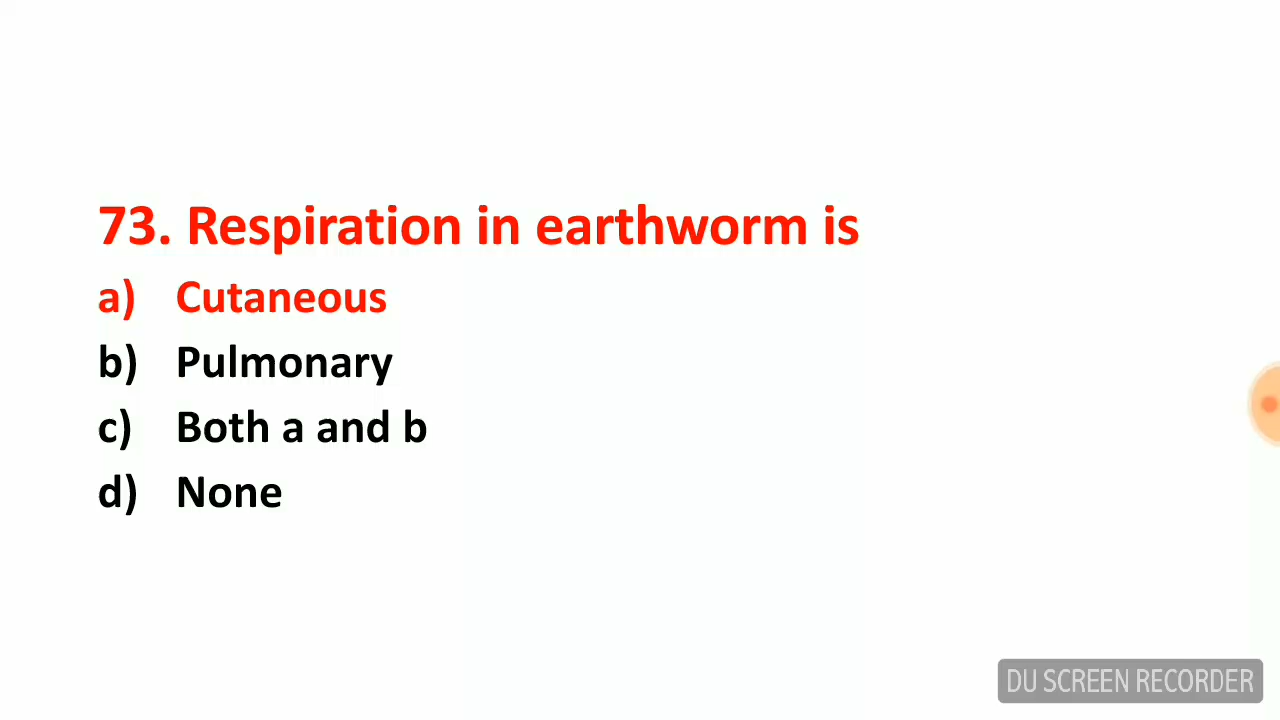 73. Respiration in earthworm is
a) Cutaneous
b) Pulmonary
c) Both a and b
d) None
DU SCREEN RECORDER